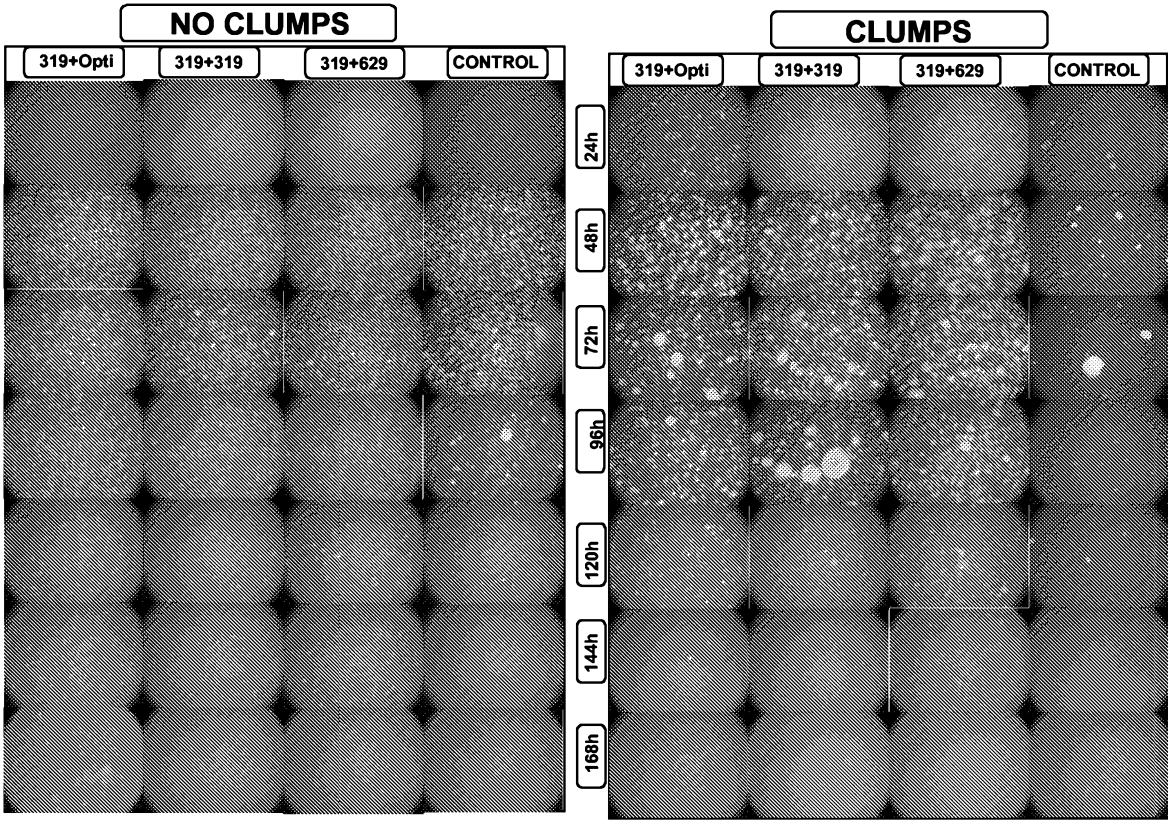 NO CLUMPS
CLUMPS
319+Opti 319+319 319+629 CONTROL
319+Opti 319+319 319+629 CONTROL
24h
48h
72h
96h
120h
144h
168h